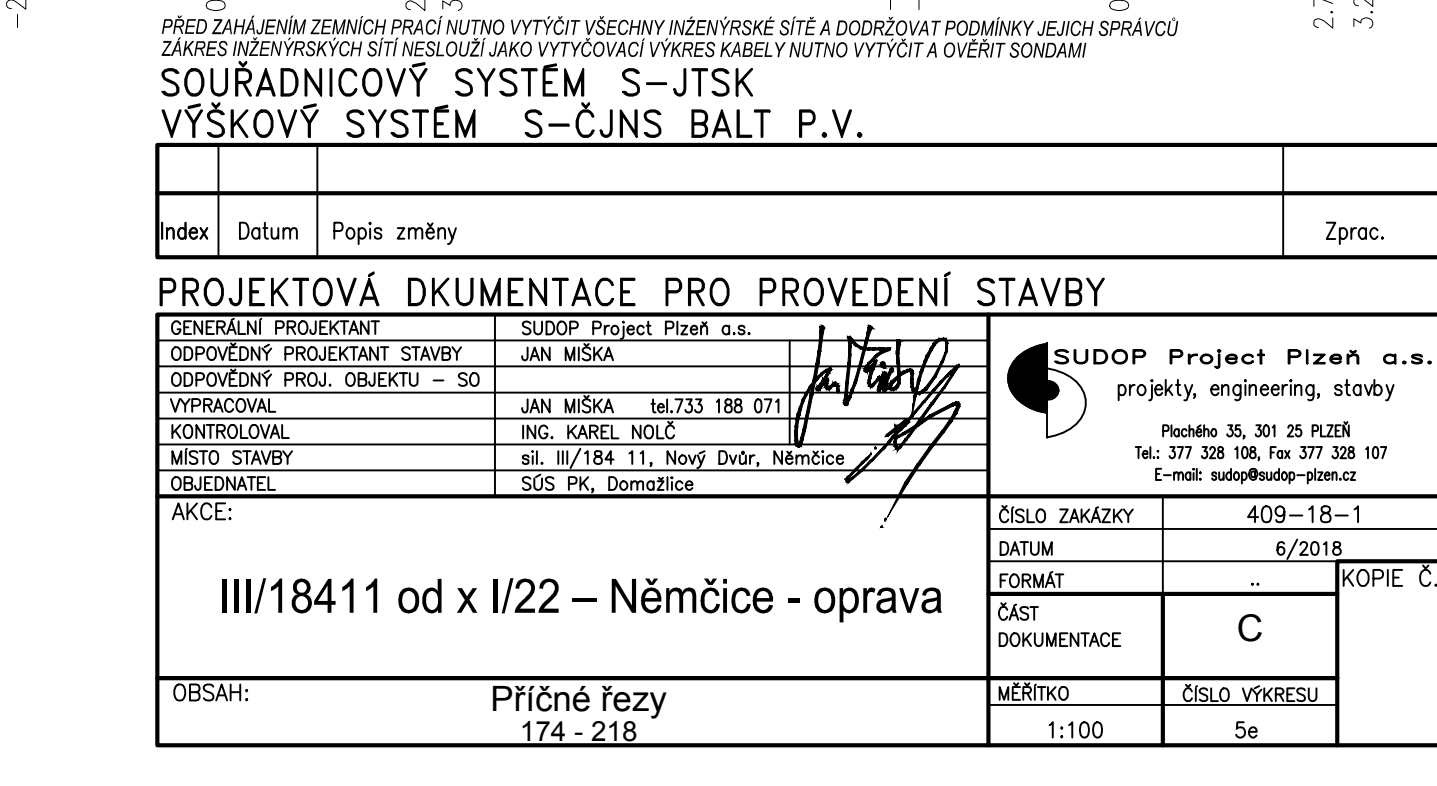 PŘED ZAHÁJENÍM ZEMNÍCH PRACÍ NUTNO VYTÝČIT VŠECHNY INŽENÝRSKÉ SÍTĚ A DODRŽOVAT PODMÍNKY JEJICH SPRÁVCŮ
ZÁKRES INŽENÝRSKÝCH SÍTÍ NESLOUŽÍ JAKO VYTYČOVACÍ VÝKRES KABELY NUTNO VYTÝČIT A OVĚŘIT SONDAMI
SOUŘADNICOVÝ SYSTÉM S-JTSK
VÝŠKOVÝ SYSTÉM S-ČJNS BALT P.V.
Index Datum Popis změny Zprac.
PROJEKTOVÁ DKUMENTACE PRO PROVEDENÍ STAVBY
GENERÁLNÍ PROJEKTANT SUDOP Project Plzeň a.s.
ODPOVĚDNÝ PROJEKTANT STAVBY JAN MIŠKA
ODPOVĚDNÝ PROJ. OBJEKTU - SO
VYPRACOVAL JAN MIŠKA tel.733 188 071
KONTROLOVAL ING. KAREL NOLČ
MÍSTO STAVBY sil. III/184 11, Nový Dvůr, Němčice
OBJEDNATEL SÚS PK, Domažlice
SUDOP Project Plzeň a.s.
projekty, engineering, stavby
Plachého 35, 301 25 PLZEŇ
Tel.: 377 328 108, Fax 377 328 107
E-mail: sudop@sudop-plzen.cz
AKCE:
III/18411 od x I/22 – Němčice - oprava
ČÍSLO ZAKÁZKY 409-18-1
DATUM 6/2018
FORMÁT ..
KOPIE Č.
ČÁST
DOKUMENTACE
C
OBSAH:
Příčné řezy
174 - 218
MĚŘÍTKO ČÍSLO VÝKRESU
1:100 5e